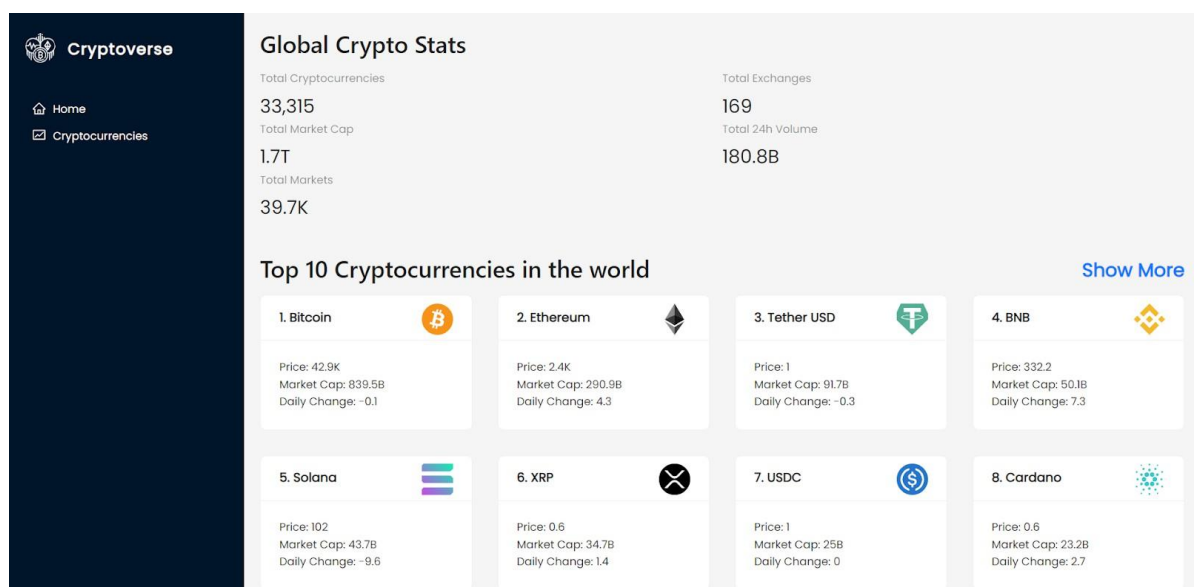 Cryptoverse
Home
Cryptocurrencies
Global Crypto Stats
Total Cryptocurrencies
33,315
Total Exchanges
169
Total Market Cap
1.7T
Total 24h Volume
180.8B
Total Markets
39.7K
Top 10 Cryptocurrencies in the world
Show More
1. Bitcoin
Price: 42.9K
Market Cap: 839.5B
Daily Change: -0.1
2. Ethereum
Price: 2.4K
Market Cap: 290.9B
Daily Change: 4.3
3. Tether USD
Price: 1
Market Cap: 91.7B
Daily Change: -0.3
4. BNB
Price: 332.2
Market Cap: 50.1B
Daily Change: 7.3
5. Solana
Price: 102
Market Cap: 43.7B
Daily Change: -9.6
6. XRP
Price: 0.6
Market Cap: 34.7B
Daily Change: 1.4
7. USDC
Price: 1
Market Cap: 25B
Daily Change: 0
8. Cardano
Price: 0.6
Market Cap: 23.2B
Daily Change: 2.7